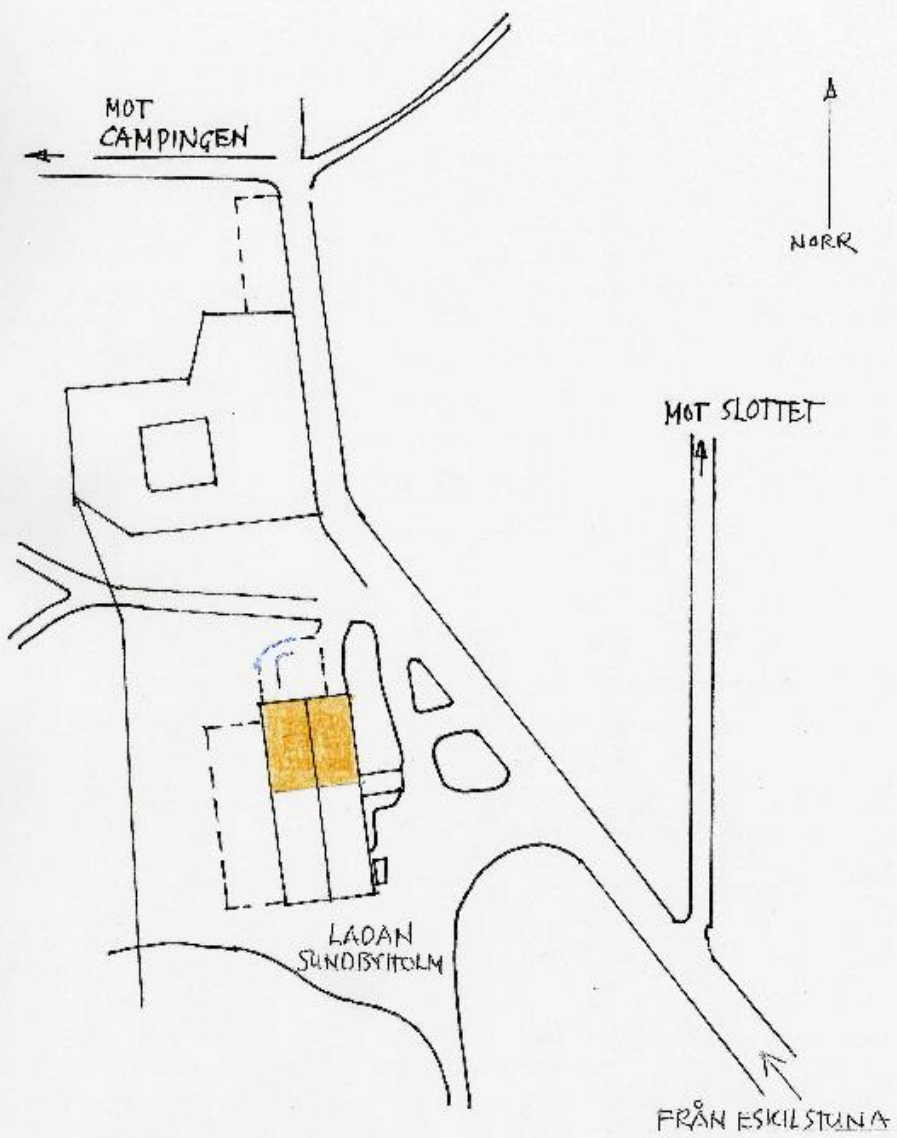 MOT
CAMPINGEN
NORR
MOT SLOTTET
LADAN
SUNDBYHOLM
FRÅN ESKILSTUNA